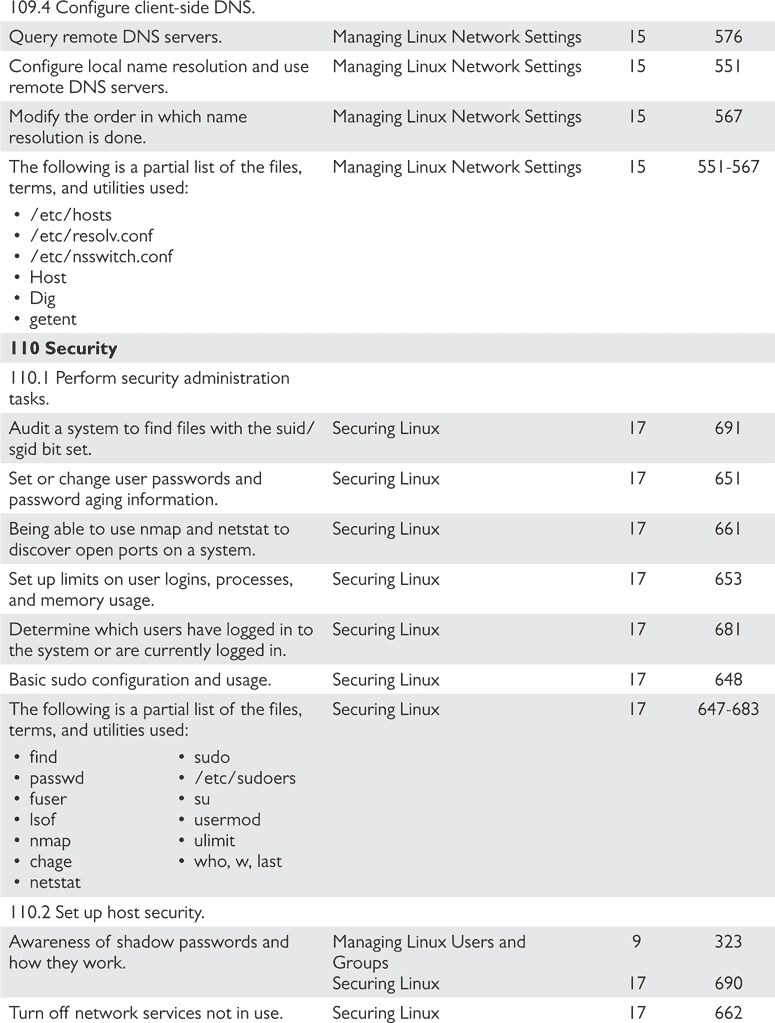 109.4 Configure client-side DNS.
Query remote DNS servers. Managing Linux Network Settings 15 576
Configure local name resolution and use Managing Linux Network Settings 15 551
remote DNS servers.
Modify the order in which name Managing Linux Network Settings 15 567
resolution is done.
The following is a partial list of the files, Managing Linux Network Settings 15 551-567
terms, and utilities used:
• /etc/hosts
• /etc/resolv.conf
• /etc/nsswitch.conf
• Host
• Dig
• getent
110 Security
110.1 Perform security administration
tasks.
Audit a system to find files with the suid/ Securing Linux 17 691
sgid bit set.
Set or change user passwords and Securing Linux 17 651
password aging information.
Being able to use nmap and netstat to Securing Linux 17 661
discover open ports on a system.
Set up limits on user logins, processes, Securing Linux 17 653
and memory usage.
Determine which users have logged in to Securing Linux 17 681
the system or are currently logged in.
Basic sudo configuration and usage. Securing Linux 17 648
The following is a partial list of the files, Securing Linux 17 647-683
terms, and utilities used:
• find • sudo
• passwd • /etc/sudoers
• fuser • su
• lsof • usermod
• nmap • ulimit
• chage • who, w, last
• netstat
110.2 Set up host security.
Awareness of shadow passwords and Managing Linux Users and 9 323
how they work. Groups
Securing Linux 17 690
Turn off network services not in use. Securing Linux 17 662